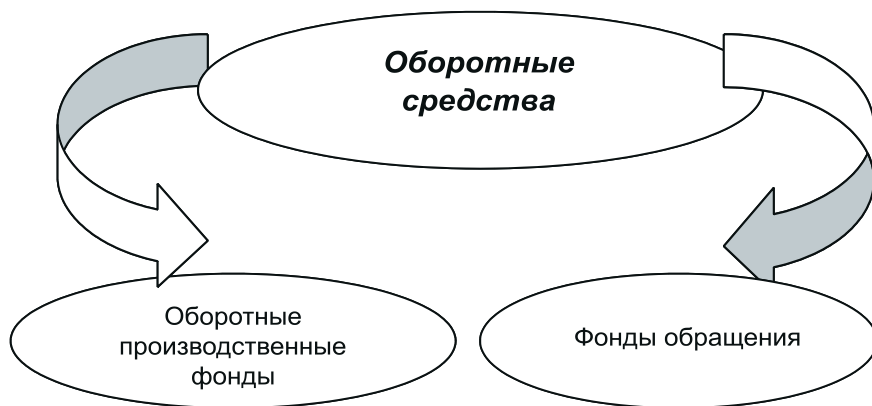 Оборотные
средства
Оборотные
производственные
фонды
Фонды обращения